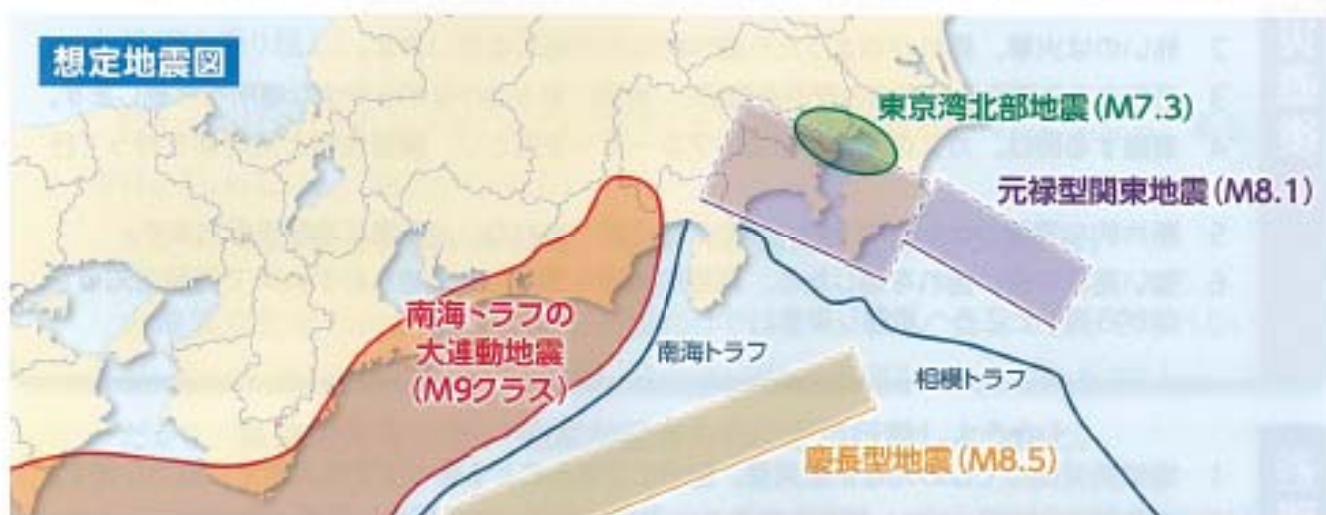 想定地震図
東京湾北部地震(M7.3)
元禄型関東地震(M8.1)
南海トラフの
大連動地震
(M9クラス)
南海トラフ
相模トラフ
慶長型地震(M8.5)